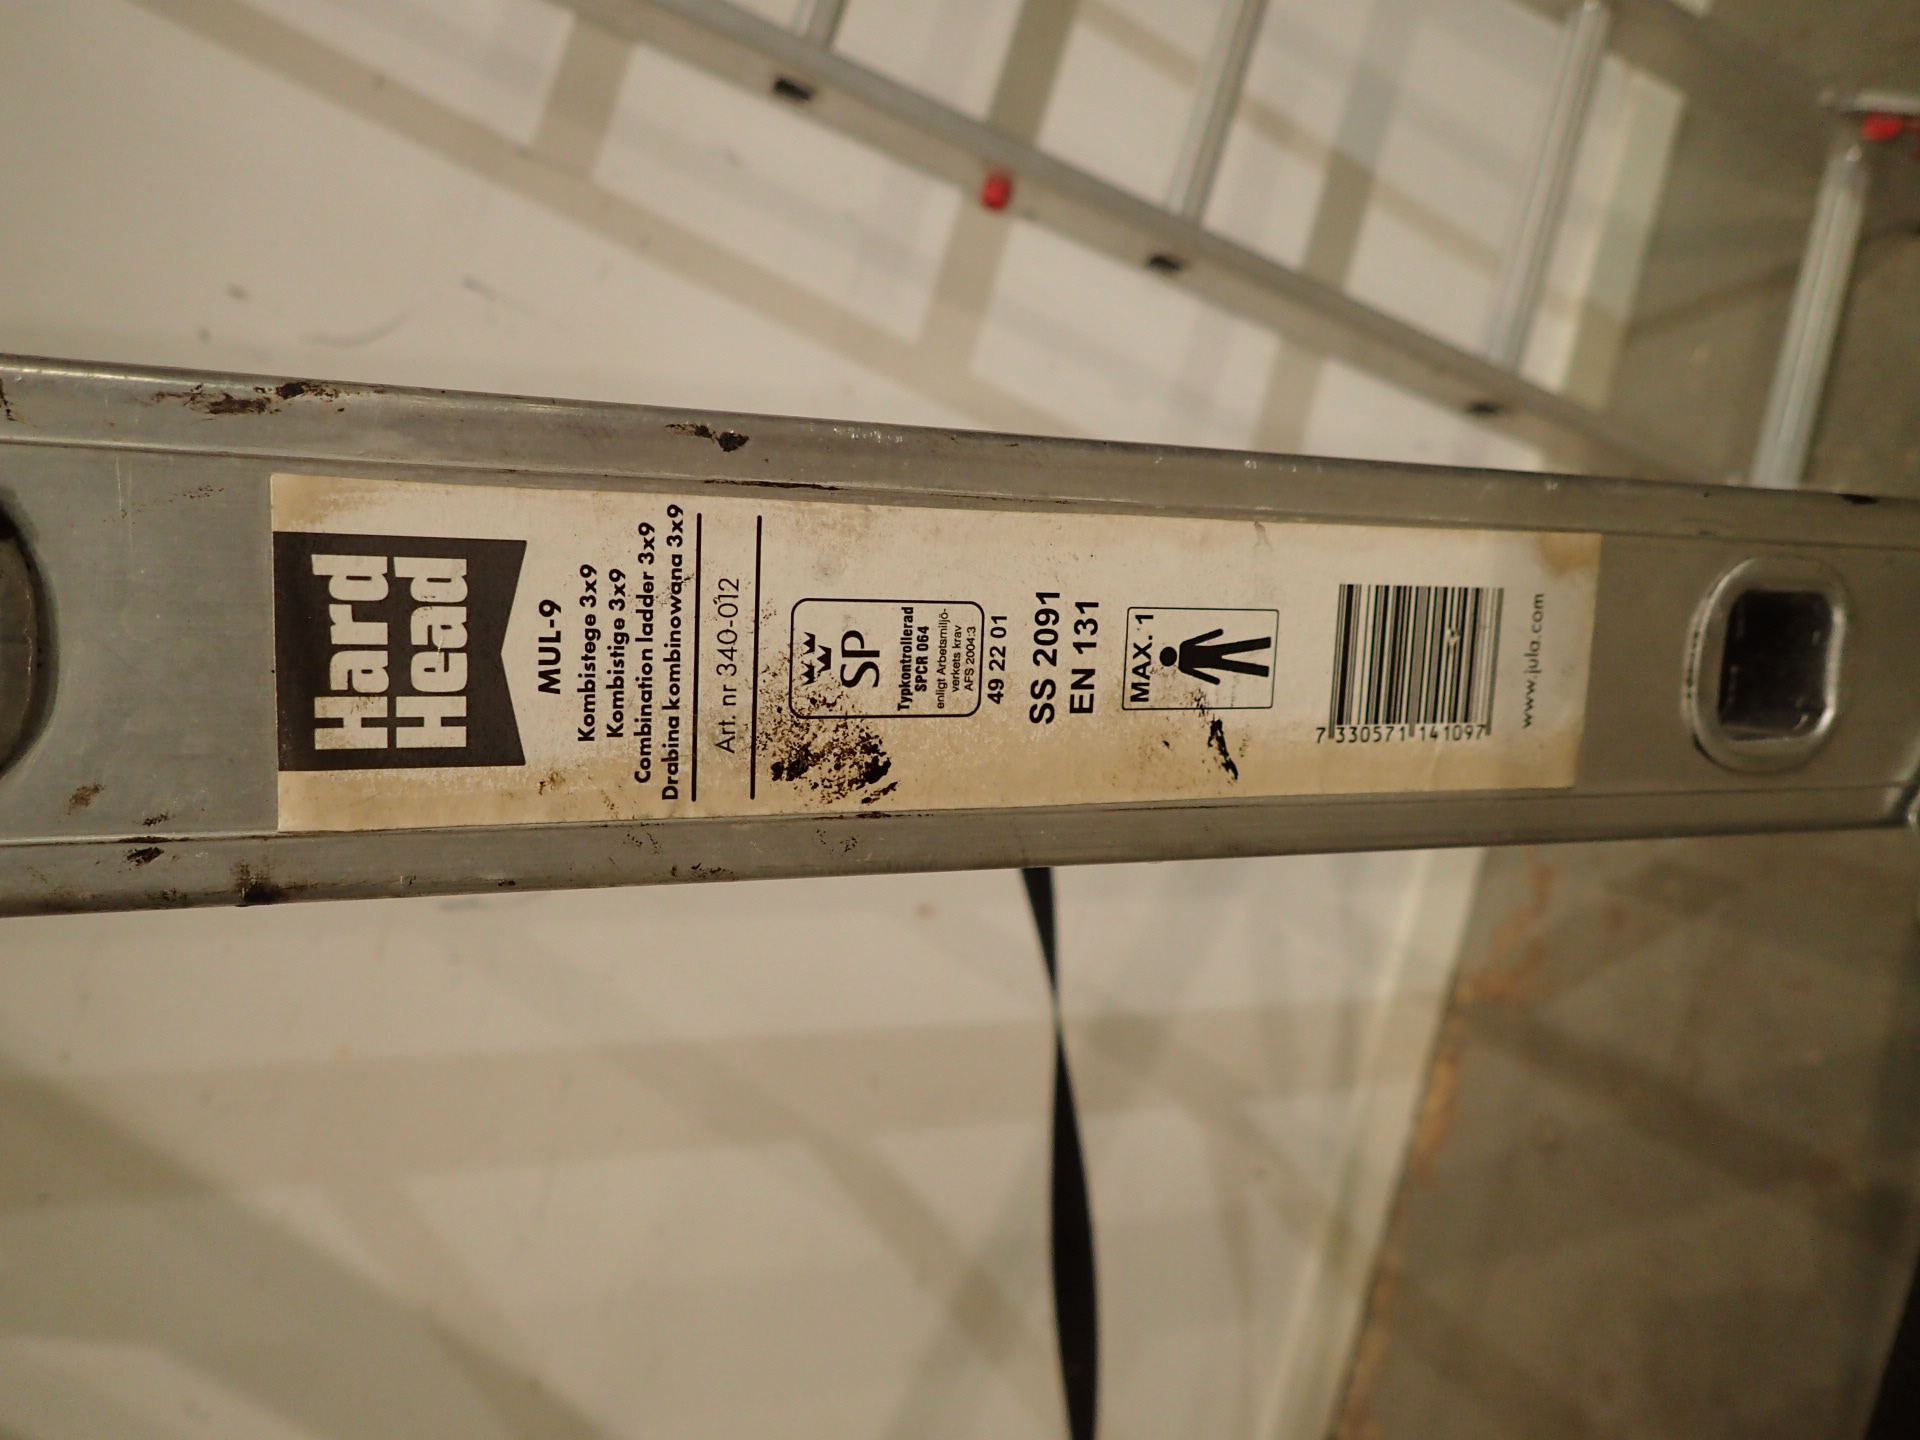 Hard
Head
MUL-9
Kombistege 3x9
Kombistige 3x9
Combination ladder 3x9
Drabina kombinowana 3x9
Art. nr 340-012
SP
Typkontrollerad
SPCR 064
enligt Arbetsmiljö-
verkets krav
AFS 2004:3
49 22 01
SS 2091
EN 131
MAX. 1
7 330571 141097
www.jula.com